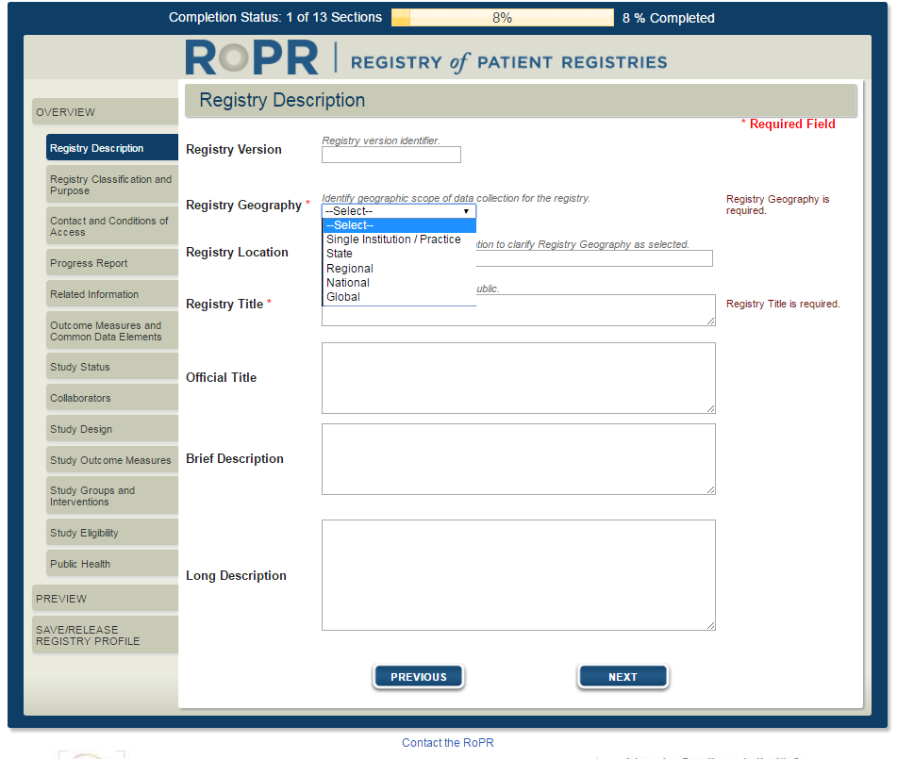 Completion Status: 1 of 13 Sections 8% 8 % Completed
RoPR | REGISTRY of PATIENT REGISTRIES
OVERVIEW
Registry Description
Registry Classification and
Purpose
Contact and Conditions of
Access
Progress Report
Related Information
Outcome Measures and
Common Data Elements
Study Status
Collaborators
Study Design
Study Outcome Measures
Study Groups and
Interventions
Study Eligibility
Public Health
PREVIEW
SAVE/RELEASE
REGISTRY PROFILE
Registry Description
* Required Field
Registry Version
Registry version identifier.
Registry Geography *
Identify geographic scope of data collection for the registry.
--Select--
--Select--
Single Institution / Practice
State
Regional
National
Global
Registry Geography is
required.
Registry Location
to clarify Registry Geography as selected.
Registry Title *
Registry Title is required.
Official Title
Brief Description
Long Description
PREVIOUS NEXT
Contact the RoPR